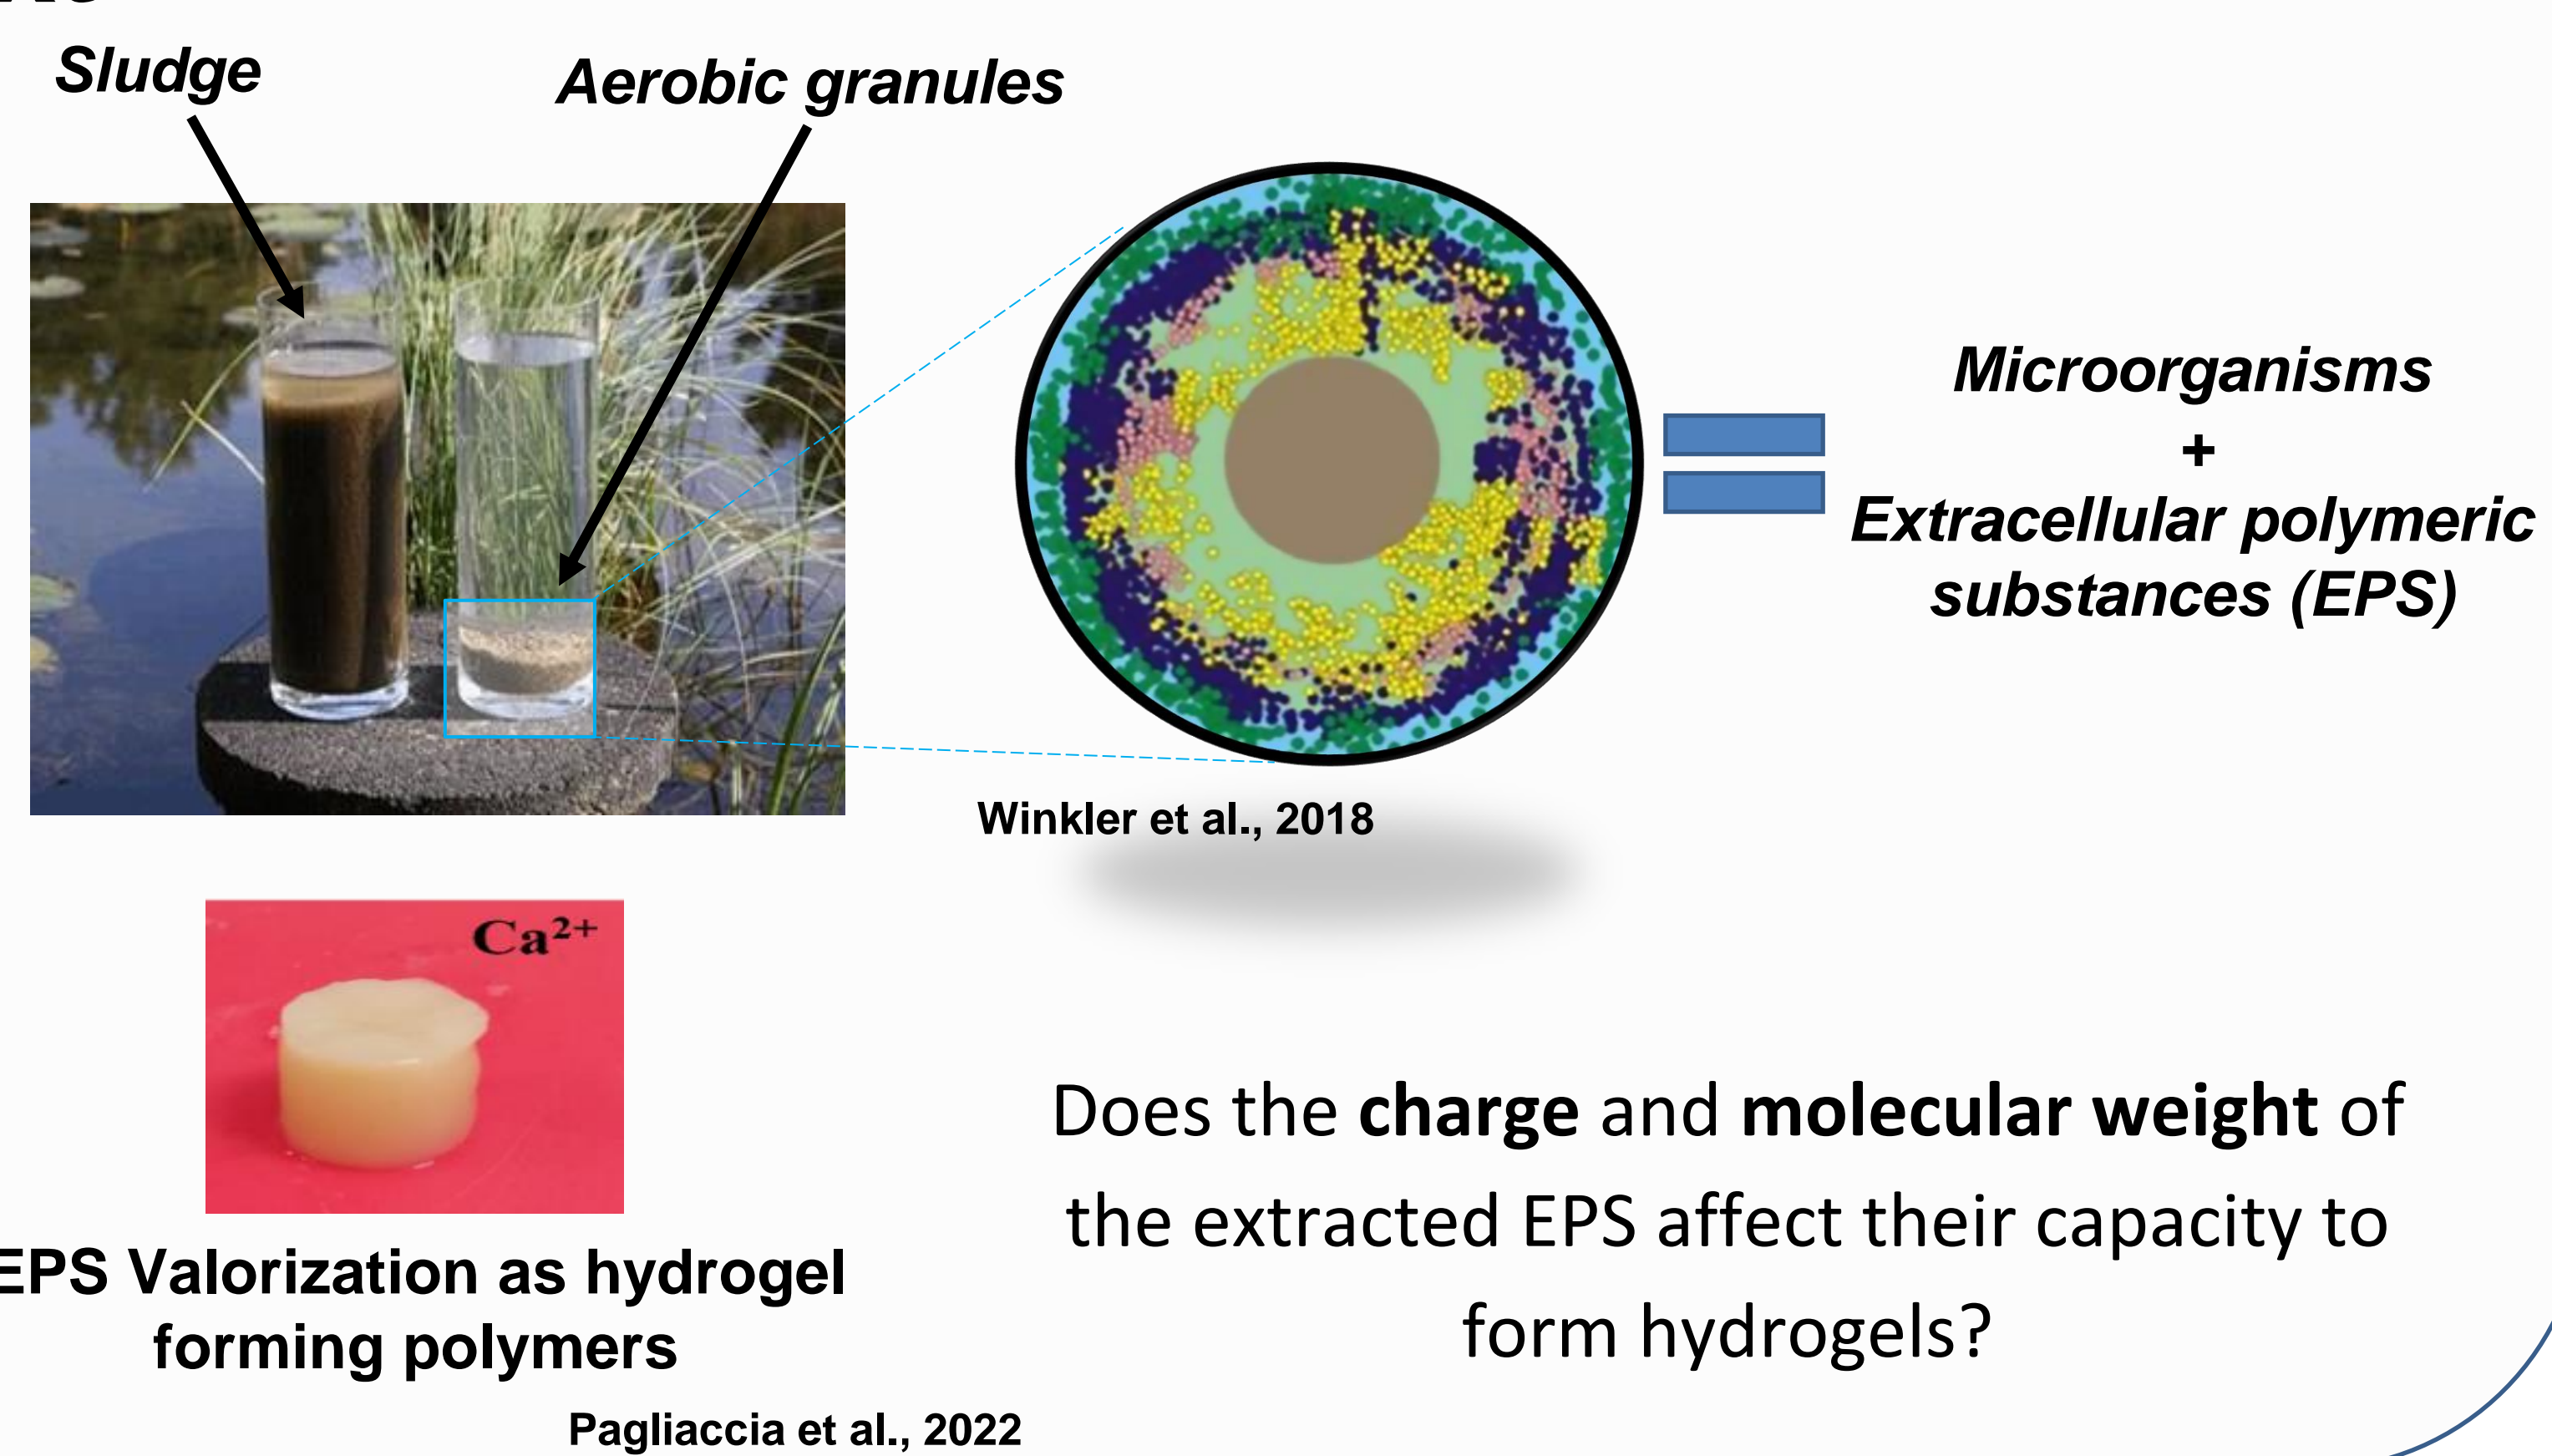 Sludge
Aerobic granules
Microorganisms
+
Extracellular polymeric
substances (EPS)
Winkler et al., 2018
Ca²⁺
EPS Valorization as hydrogel
forming polymers
Pagliaccia et al., 2022
Does the charge and molecular weight of
the extracted EPS affect their capacity to
form hydrogels?